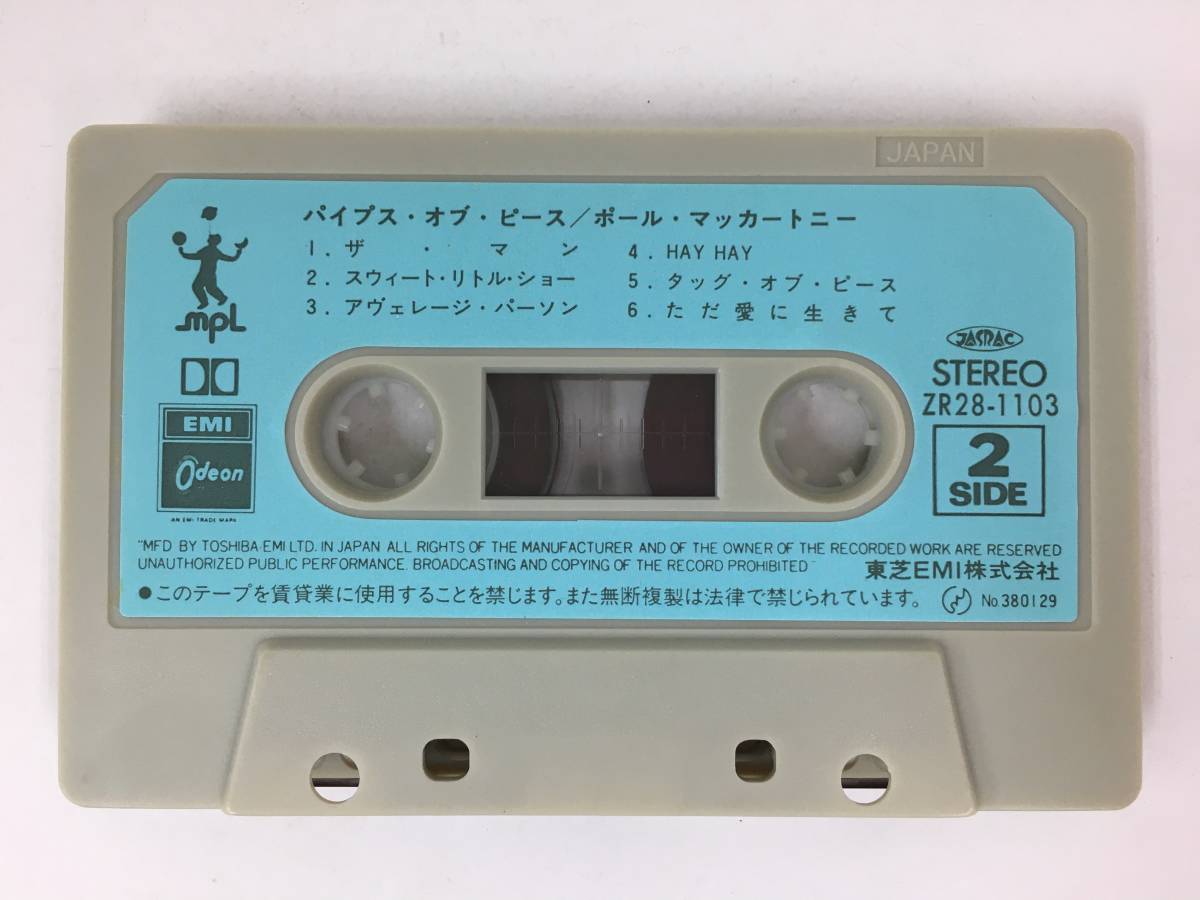 JAPAN
パイプス・オブ・ピース／ポール・マッカートニー
1. ザ・マン
2. スウィート・リトル・ショー
3. アヴェレージ・パーソン
4. HAY HAY
5. タッグ・オブ・ピース
6. ただ愛に生きて
mpL
EMI
Odeon
AN EMI TRADE MARK
JASRAC
STEREO
ZR28-1103
2
SIDE
"MFD BY TOSHIBA EMI LTD. IN JAPAN ALL RIGHTS OF THE MANUFACTURER AND OF THE OWNER OF THE RECORDED WORK ARE RESERVED
UNAUTHORIZED PUBLIC PERFORMANCE. BROADCASTING AND COPYING OF THE RECORD PROHIBITED"
東芝EMI株式会社
●このテープを賃貸業に使用することを禁じます。また無断複製は法律で禁じられています。
No.380129